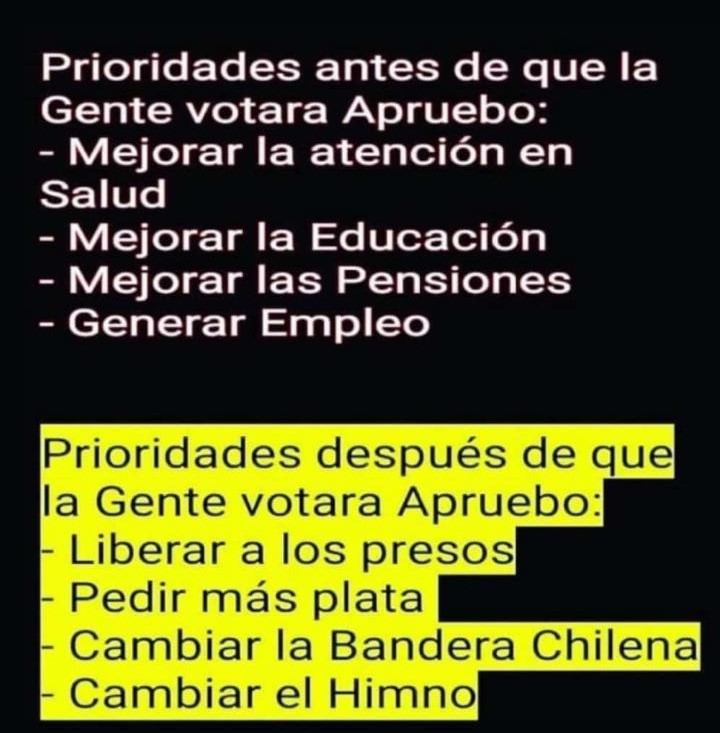 Prioridades antes de que la
Gente votara Apruebo:
- Mejorar la atención en
Salud
- Mejorar la Educación
- Mejorar las Pensiones
- Generar Empleo
Prioridades después de que
la Gente votara Apruebo:
- Liberar a los presos
- Pedir más plata
- Cambiar la Bandera Chilena
- Cambiar el Himno